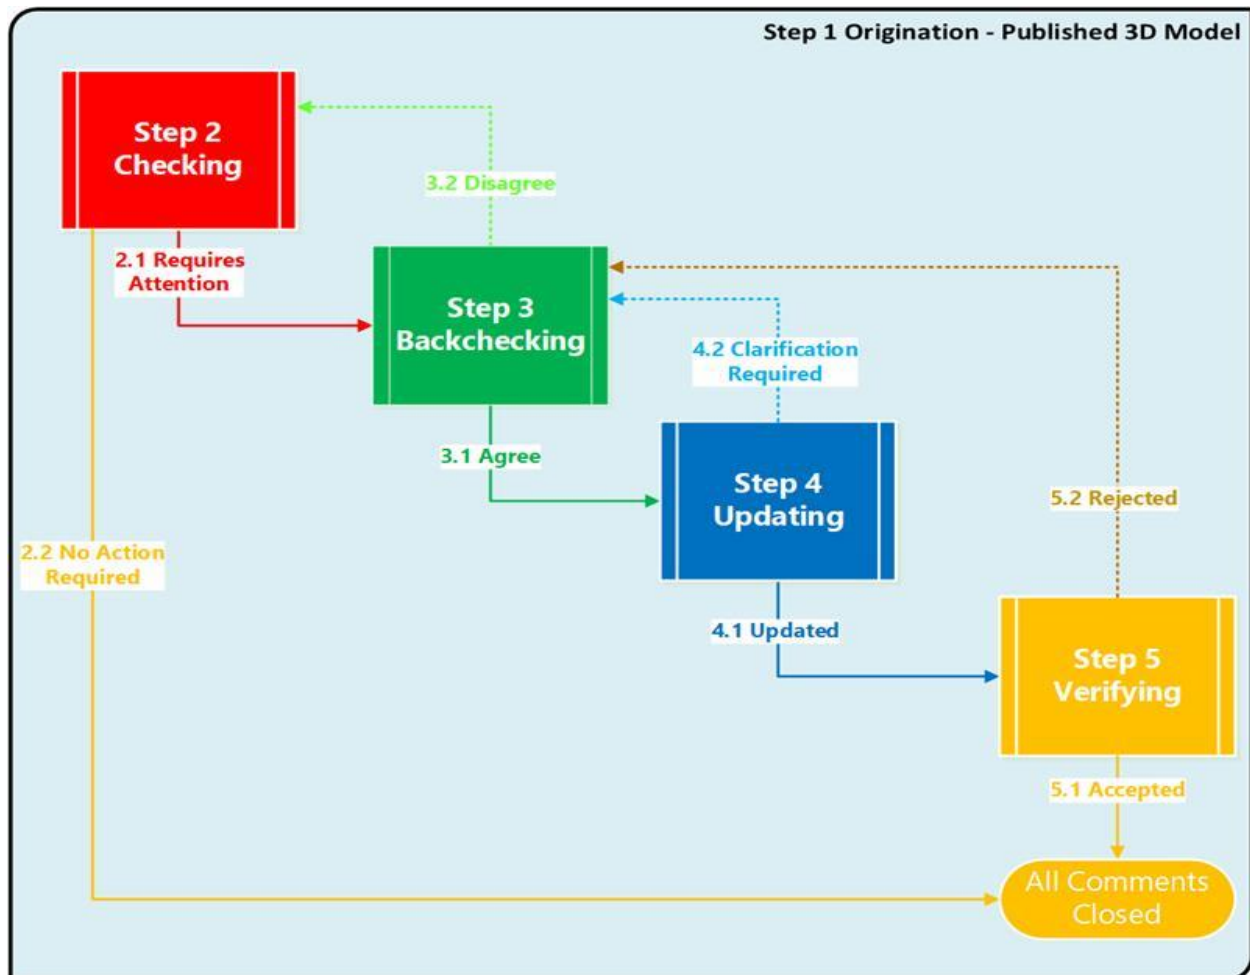 Step 1 Origination - Published 3D Model
Step 2
Checking
3.2 Disagree
2.1 Requires
Attention
Step 3
Backchecking
4.2 Clarification
Required
3.1 Agree
Step 4
Updating
5.2 Rejected
2.2 No Action
Required
4.1 Updated
Step 5
Verifying
5.1 Accepted
All Comments
Closed